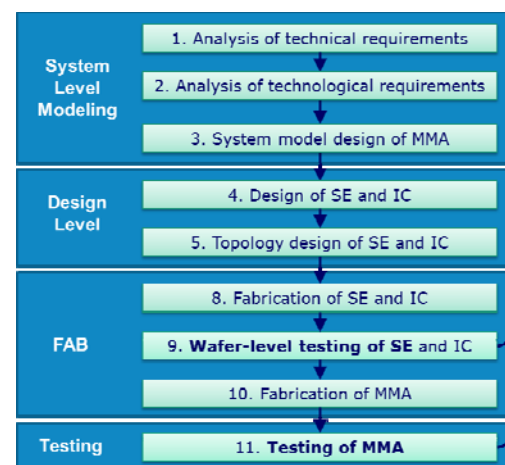 System
Level
Modeling
1. Analysis of technical requirements
2. Analysis of technological requirements
3. System model design of MMA
Design
Level
4. Design of SE and IC
5. Topology design of SE and IC
FAB
8. Fabrication of SE and IC
9. Wafer-level testing of SE and IC
10. Fabrication of MMA
Testing
11. Testing of MMA